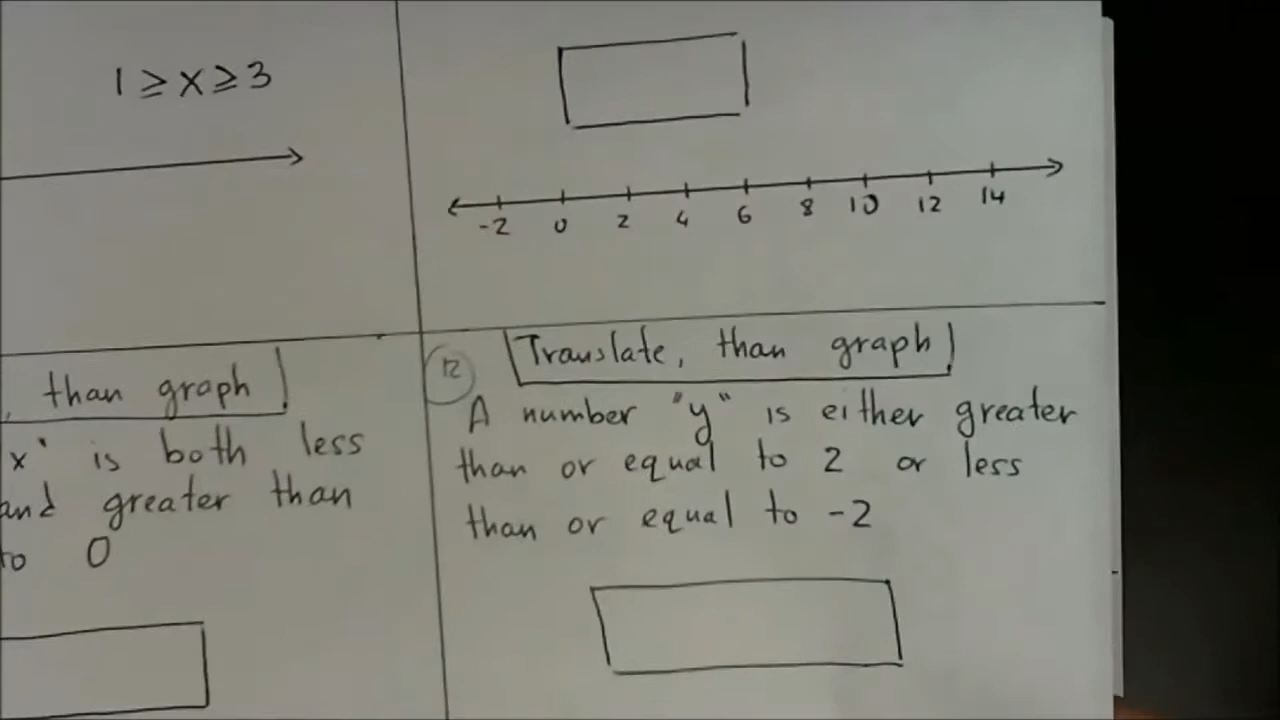 1 ≥ x ≥ 3
-2 0 2 4 6 8 10 12 14
, than graph
"x" is both less
and greater than
to 0
12 Translate, than graph
A number "y" is either greater
than or equal to 2 or less
than or equal to -2